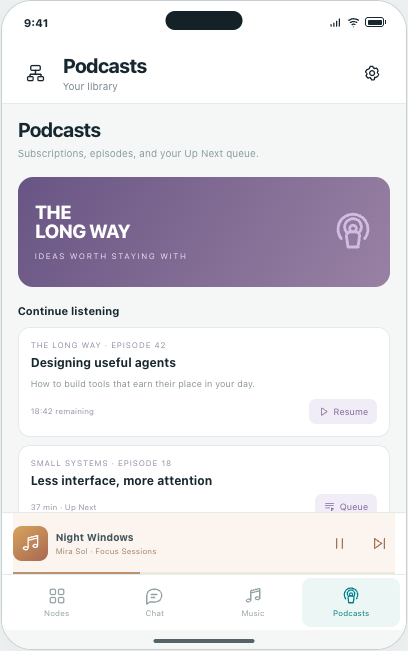 9:41
Podcasts
Your library
Podcasts
Subscriptions, episodes, and your Up Next queue.
THE
LONG WAY
IDEAS WORTH STAYING WITH
Continue listening
THE LONG WAY · EPISODE 42
Designing useful agents
How to build tools that earn their place in your day.
18:42 remaining
Resume
SMALL SYSTEMS · EPISODE 18
Less interface, more attention
37 min · Up Next
Queue
Night Windows
Mira Sol · Focus Sessions
Nodes
Chat
Music
Podcasts